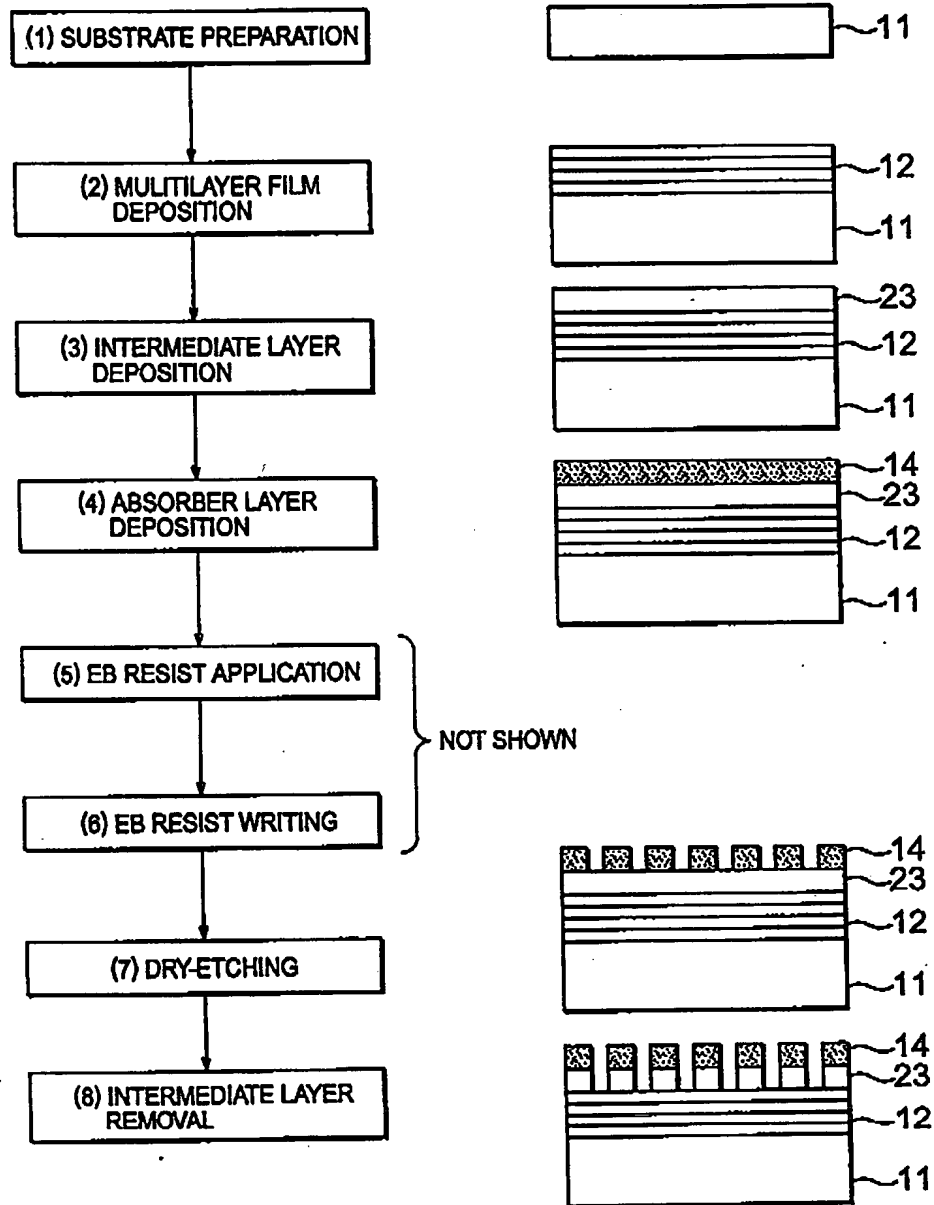 (1) SUBSTRATE PREPARATION
11
(2) MULITILAYER FILM
DEPOSITION
12
11
(3) INTERMEDIATE LAYER
DEPOSITION
23
12
11
(4) ABSORBER LAYER
DEPOSITION
14
23
12
11
(5) EB RESIST APPLICATION
NOT SHOWN
(6) EB RESIST WRITING
(7) DRY-ETCHING
14
23
12
11
(8) INTERMEDIATE LAYER
REMOVAL
14
23
12
11